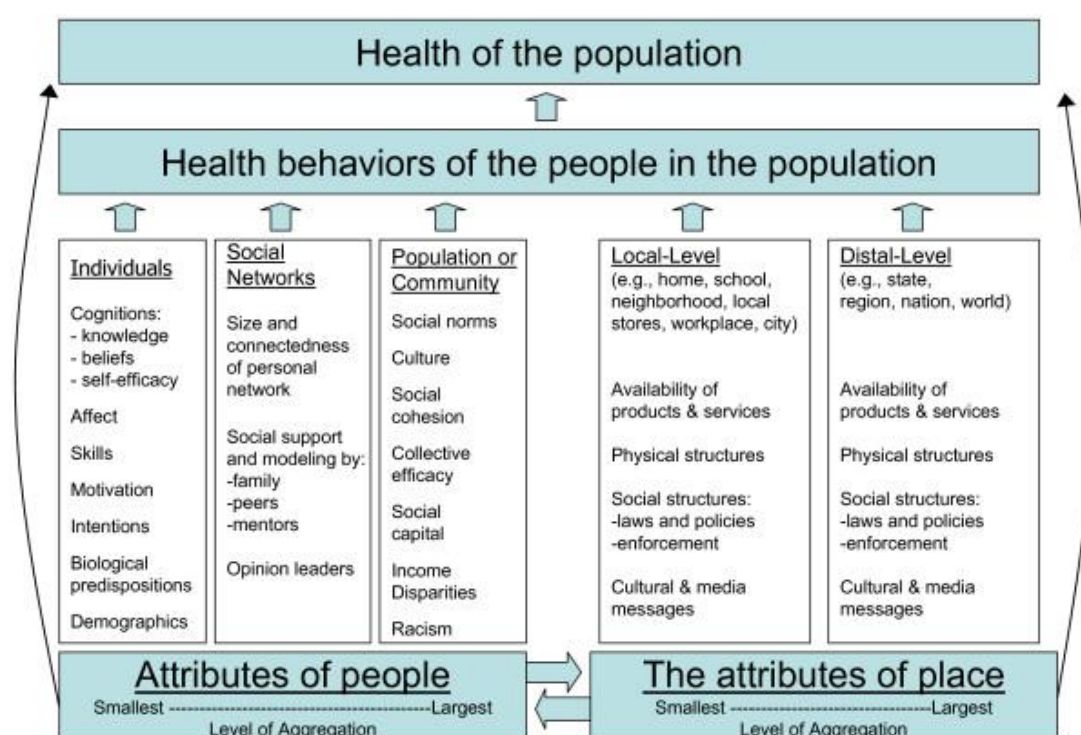 Health of the population
Health behaviors of the people in the population
Individuals
Cognitions:
- knowledge
- beliefs
- self-efficacy
Affect
Skills
Motivation
Intentions
Biological
predispositions
Demographics
Social
Networks
Size and
connectedness
of personal
network
Social support
and modeling by:
-family
-peers
-mentors
Opinion leaders
Population or
Community
Social norms
Culture
Social
cohesion
Collective
efficacy
Social
capital
Income
Disparities
Racism
Local-Level
(e.g., home, school,
neighborhood, local
stores, workplace, city)
Availability of
products & services
Physical structures
Social structures:
-laws and policies
-enforcement
Cultural & media
messages
Distal-Level
(e.g., state,
region, nation, world)
Availability of
products & services
Physical structures
Social structures:
-laws and policies
-enforcement
Cultural & media
messages
Attributes of people
Smallest ----------------------------------------Largest
Level of Aggregation
The attributes of place
Smallest -------------------------------Largest
Level of Aggregation